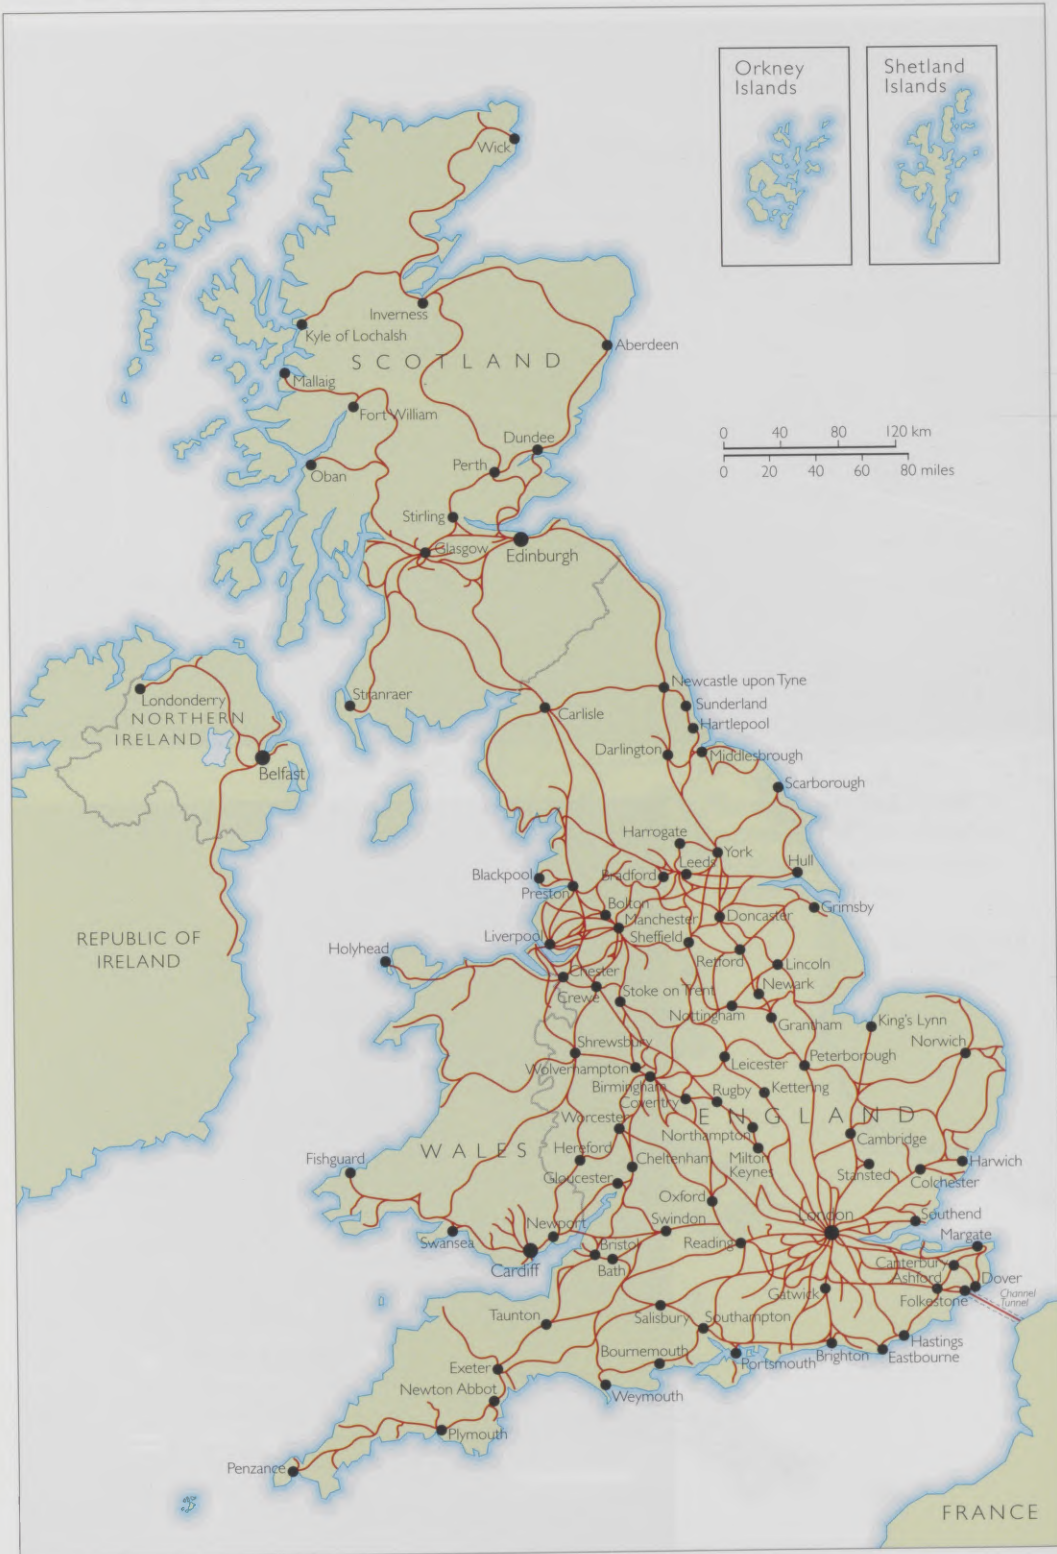 Orkney
Islands
Shetland
Islands
Wick
Inverness
Kyle of Lochalsh
Aberdeen
SCOTLAND
Mallaig
Fort William
0 40 80 120 km
0 20 40 60 80 miles
Dundee
Perth
Oban
Stirling
Glasgow
Edinburgh
Newcastle upon Tyne
Stranraer
Londonderry
Sunderland
Carlisle
NORTHERN
IRELAND
Hartlepool
Darlington
Middlesbrough
Belfast
Scarborough
Harrogate
York
Leeds
Hull
Blackpool
Bradford
Preston
Bolton
Grimsby
Manchester
Doncaster
REPUBLIC OF
IRELAND
Liverpool
Sheffield
Holyhead
Retford
Lincoln
Chester
Newark
Crewe
Stoke on Trent
Nottingham
Grantham
King's Lynn
Shrewsbury
Norwich
Leicester
Peterborough
Wolverhampton
Birmingham
Rugby
Kettering
Coventry
ENGLAND
Worcester
Northampton
Cambridge
WALES
Hereford
Milton
Keynes
Fishguard
Cheltenham
Stansted
Harwich
Gloucester
Colchester
Oxford
London
Southend
Newport
Swindon
Margate
Swansea
Bristol
Reading
Cardiff
Bath
Canterbury
Ashford
Dover
Gatwick
Folkestone
Channel
Tunnel
Taunton
Salisbury
Southampton
Hastings
Bournemouth
Portsmouth
Brighton
Eastbourne
Exeter
Newton Abbot
Weymouth
Plymouth
Penzance
FRANCE